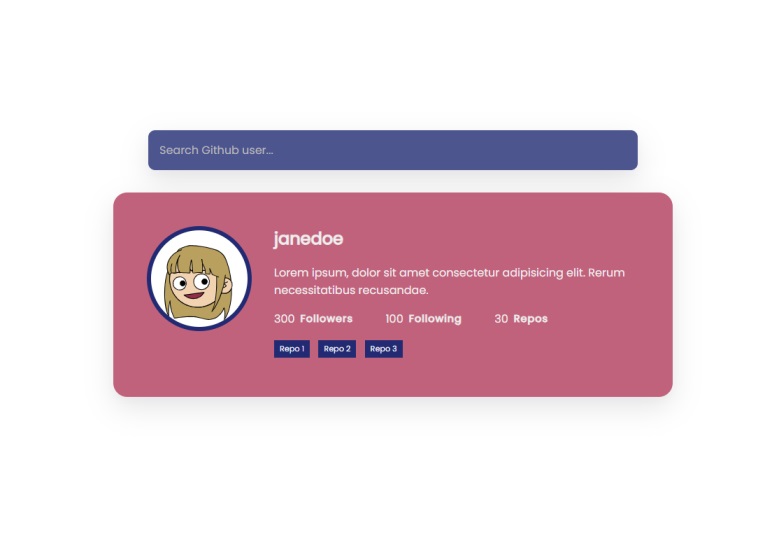 Search Github user...
janedoe
Lorem ipsum, dolor sit amet consectetur adipisicing elit. Rerum
necessitatibus recusandae.
300 Followers 100 Following 30 Repos
Repo 1 Repo 2 Repo 3